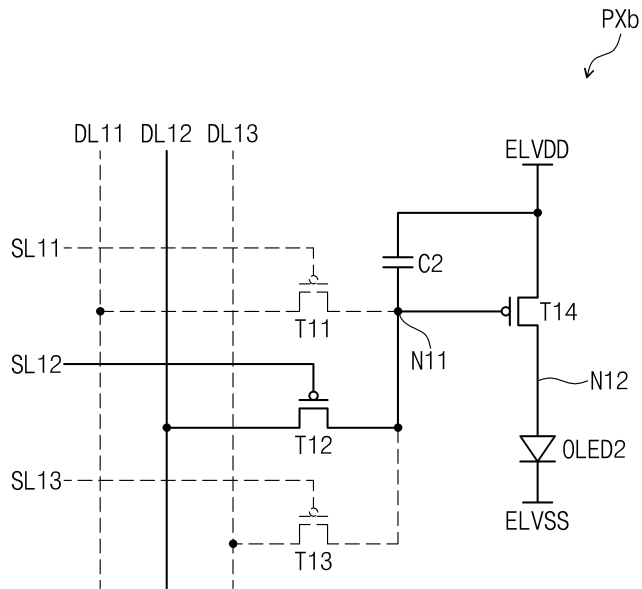 PXb
DL11 DL12 DL13
ELVDD
SL11
C2
T11
T14
SL12
N11
N12
T12
OLED2
SL13
ELVSS
T13